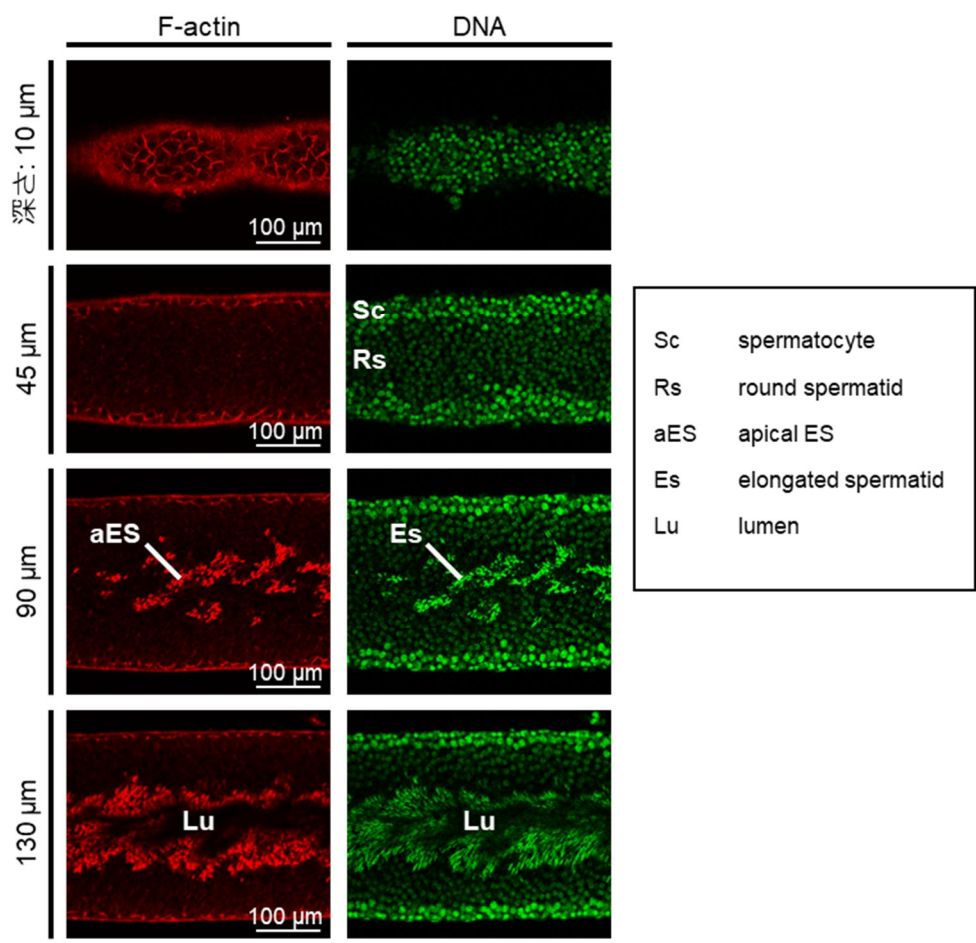 F-actin
DNA
深さ: 10 μm
100 μm
45 μm
Sc
Rs
100 μm
90 μm
aES
Es
100 μm
130 μm
Lu
Lu
100 μm
Sc spermatocyte
Rs round spermatid
aES apical ES
Es elongated spermatid
Lu lumen